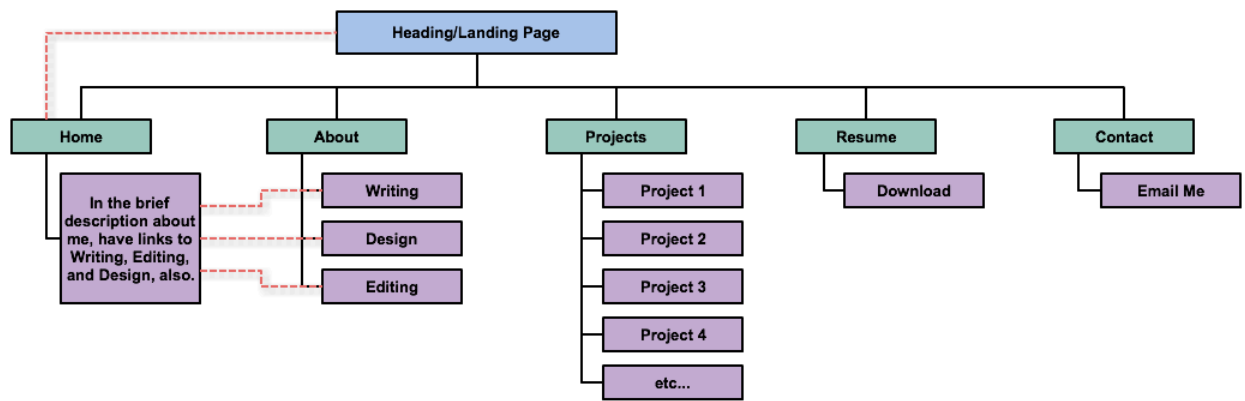 Heading/Landing Page
Home
About
Projects
Resume
Contact
In the brief
description about
me, have links to
Writing, Editing,
and Design, also.
Writing
Design
Editing
Project 1
Project 2
Project 3
Project 4
etc...
Download
Email Me